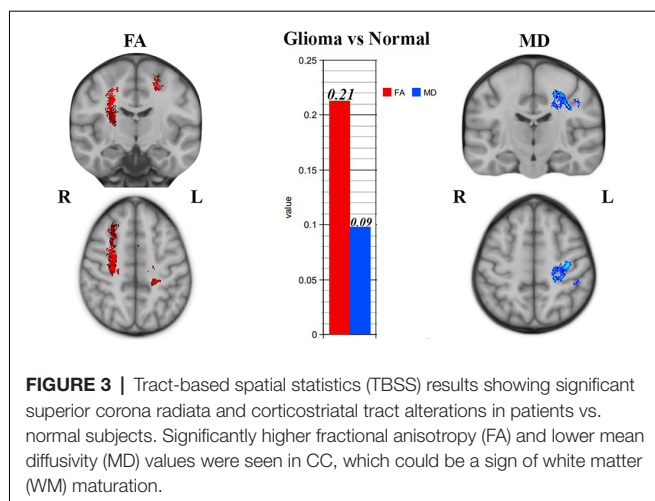 FA
Glioma vs Normal
MD
0.25
0.2
0.15
0.1
0.05
0
value
0.21
0.09
FA
MD
R
L
R
L
FIGURE 3 | Tract-based spatial statistics (TBSS) results showing significant
superior corona radiata and corticostriatal tract alterations in patients vs.
normal subjects. Significantly higher fractional anisotropy (FA) and lower mean
diffusivity (MD) values were seen in CC, which could be a sign of white matter
(WM) maturation.